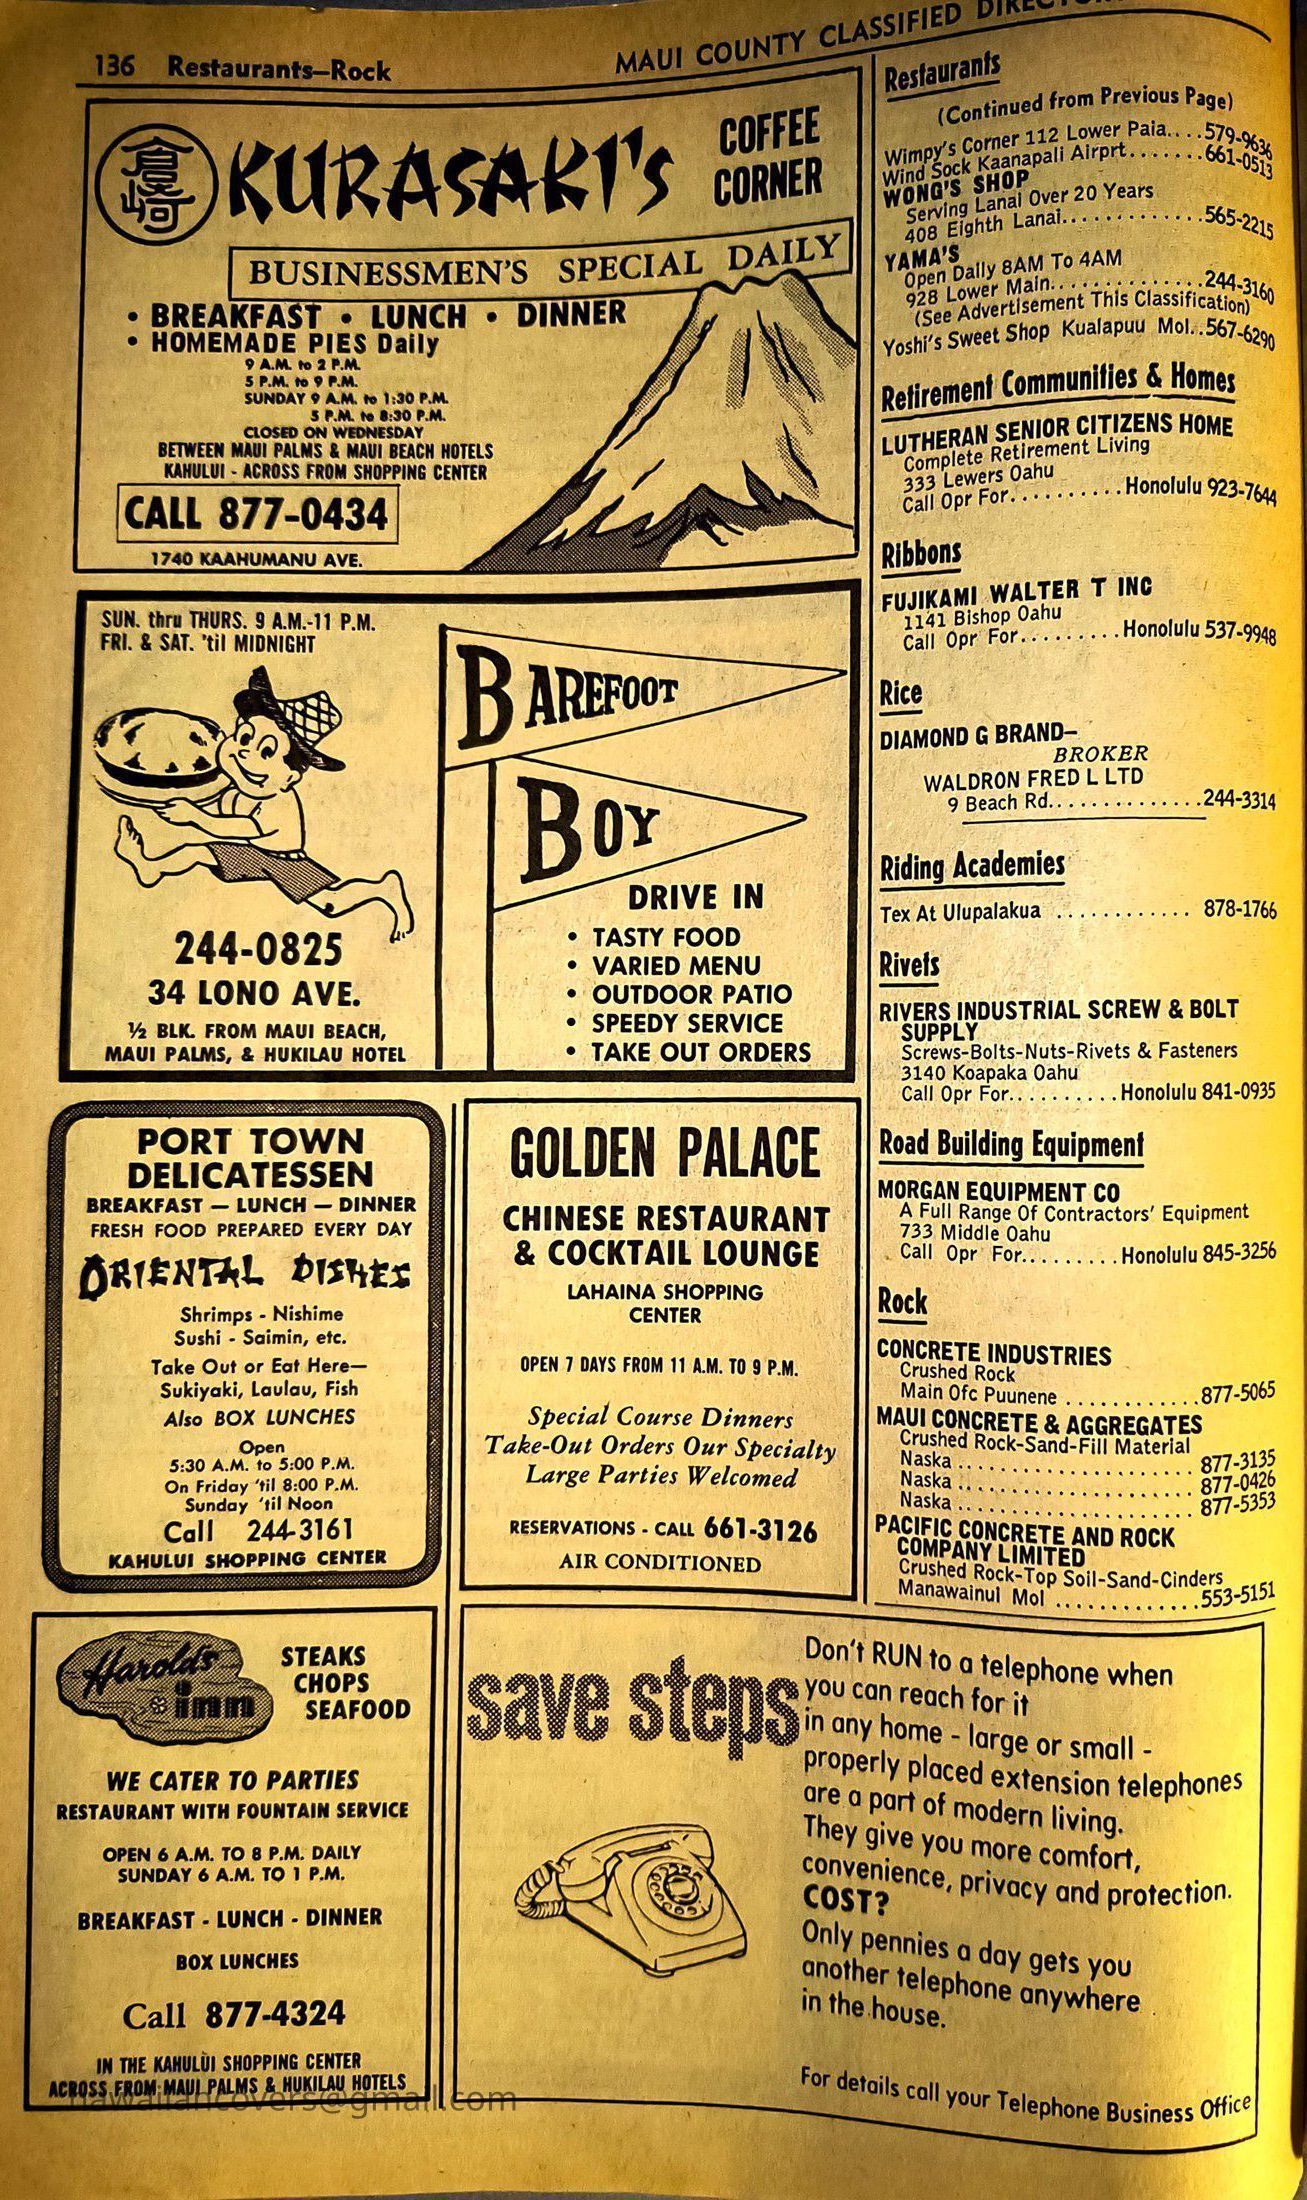 136 Restaurants—Rock
MAUI COUNTY CLASSIFIED
倉崎
KURASAKI'S
COFFEE
CORNER
BUSINESSMEN'S SPECIAL DAILY
• BREAKFAST • LUNCH • DINNER
• HOMEMADE PIES Daily
9 A.M. to 2 P.M.
5 P.M. to 9 P.M.
SUNDAY 9 A.M. to 1:30 P.M.
5 P.M. to 8:30 P.M.
CLOSED ON WEDNESDAY
BETWEEN MAUI PALMS & MAUI BEACH HOTELS
KAHULUI - ACROSS FROM SHOPPING CENTER
CALL 877-0434
1740 KAAHUMANU AVE.
SUN. thru THURS. 9 A.M.-11 P.M.
FRI. & SAT. 'til MIDNIGHT
BAREFOOT
BOY
DRIVE IN
• TASTY FOOD
• VARIED MENU
• OUTDOOR PATIO
• SPEEDY SERVICE
• TAKE OUT ORDERS
244-0825
34 LONO AVE.
½ BLK. FROM MAUI BEACH,
MAUI PALMS, & HUKILAU HOTEL
PORT TOWN
DELICATESSEN
BREAKFAST — LUNCH — DINNER
FRESH FOOD PREPARED EVERY DAY
ORIENTAL DISHES
Shrimps - Nishime
Sushi - Saimin, etc.
Take Out or Eat Here—
Sukiyaki, Laulau, Fish
Also BOX LUNCHES
Open
5:30 A.M. to 5:00 P.M.
On Friday 'til 8:00 P.M.
Sunday 'til Noon
Call 244-3161
KAHULUI SHOPPING CENTER
GOLDEN PALACE
CHINESE RESTAURANT
& COCKTAIL LOUNGE
LAHAINA SHOPPING
CENTER
OPEN 7 DAYS FROM 11 A.M. TO 9 P.M.
Special Course Dinners
Take-Out Orders Our Specialty
Large Parties Welcomed
RESERVATIONS - CALL 661-3126
AIR CONDITIONED
Harold's
inn
STEAKS
CHOPS
SEAFOOD
WE CATER TO PARTIES
RESTAURANT WITH FOUNTAIN SERVICE
OPEN 6 A.M. TO 8 P.M. DAILY
SUNDAY 6 A.M. TO 1 P.M.
BREAKFAST - LUNCH - DINNER
BOX LUNCHES
Call 877-4324
IN THE KAHULUI SHOPPING CENTER
ACROSS FROM MAUI PALMS & HUKILAU HOTELS
hawaiiancovers@gmail.com
save steps
Don't RUN to a telephone when
you can reach for it
in any home - large or small -
properly placed extension telephones
are a part of modern living.
They give you more comfort,
convenience, privacy and protection.
COST?
Only pennies a day gets you
another telephone anywhere
in the house.
For details call your Telephone Business Office
Restaurants
(Continued from Previous Page)
Wimpy's Corner 112 Lower Paia....579-9636
Wind Sock Kaanapali Airprt.......661-0513
WONG'S SHOP
Serving Lanai Over 20 Years
408 Eighth Lanai.............565-2215
YAMA'S
Open Daily 8AM To 4AM
928 Lower Main..............244-3160
(See Advertisement This Classification)
Yoshi's Sweet Shop Kualapuu Mol..567-6290
Retirement Communities & Homes
LUTHERAN SENIOR CITIZENS HOME
Complete Retirement Living
333 Lewers Oahu
Call Opr For..........Honolulu 923-7644
Ribbons
FUJIKAMI WALTER T INC
1141 Bishop Oahu
Call Opr For.........Honolulu 537-9948
Rice
DIAMOND G BRAND—
BROKER
WALDRON FRED L LTD
9 Beach Rd..............244-3314
Riding Academies
Tex At Ulupalakua ............ 878-1766
Rivets
RIVERS INDUSTRIAL SCREW & BOLT
SUPPLY
Screws-Bolts-Nuts-Rivets & Fasteners
3140 Koapaka Oahu
Call Opr For..........Honolulu 841-0935
Road Building Equipment
MORGAN EQUIPMENT CO
A Full Range Of Contractors' Equipment
733 Middle Oahu
Call Opr For.........Honolulu 845-3256
Rock
CONCRETE INDUSTRIES
Crushed Rock
Main Ofc Puunene ............877-5065
MAUI CONCRETE & AGGREGATES
Crushed Rock-Sand-Fill Material
Naska ....................... 877-3135
Naska ....................... 877-0426
Naska ....................... 877-5353
PACIFIC CONCRETE AND ROCK
COMPANY LIMITED
Crushed Rock-Top Soil-Sand-Cinders
Manawainui Mol .............553-5151